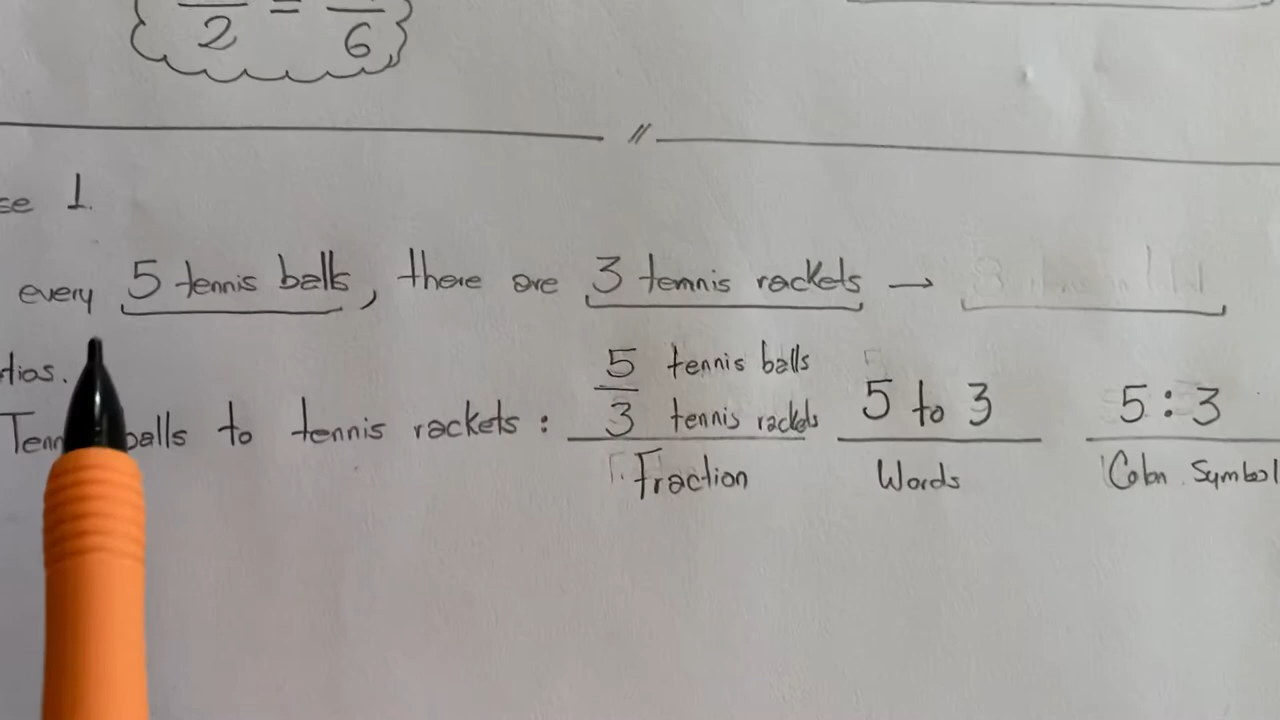 2 = 6
se 1.
every 5 tennis balls, there are 3 tennis rackets →
tios.
Tenn balls to tennis rackets : 5 tennis balls / 3 tennis rackets 5 to 3 5 : 3
Fraction Words Colon Symbol